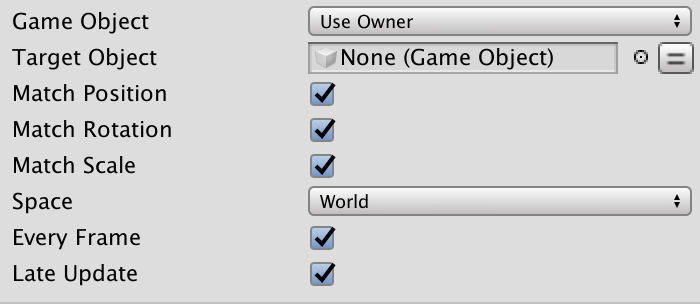 Game Object Use Owner
Target Object None (Game Object)
Match Position
Match Rotation
Match Scale
Space World
Every Frame
Late Update